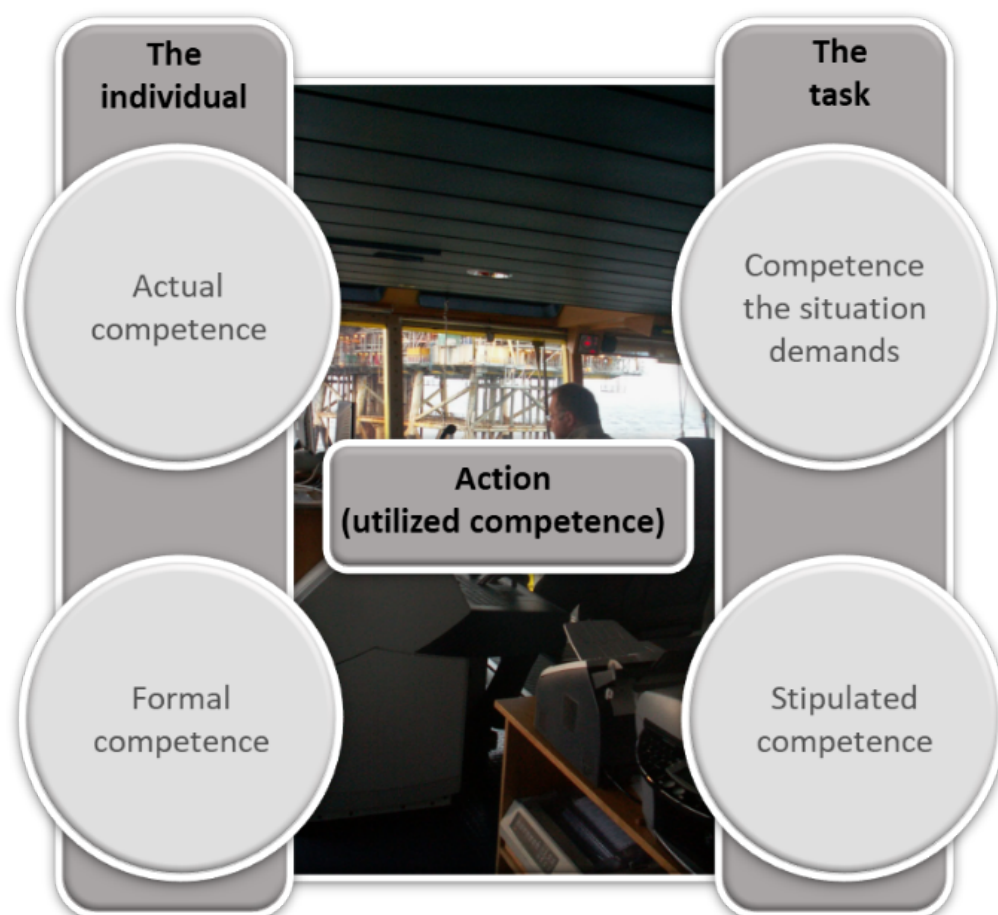 The
individual
Actual
competence
Formal
competence
Action
(utilized competence)
The
task
Competence
the situation
demands
Stipulated
competence